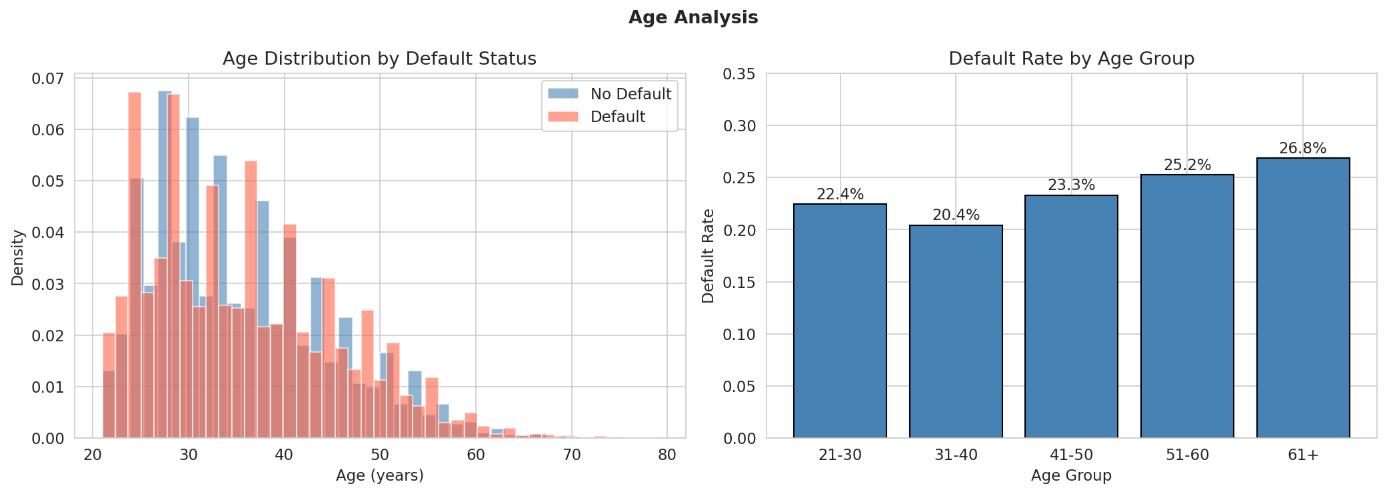 Age Analysis
Age Distribution by Default Status
0.07
0.06
0.05
0.04
0.03
0.02
0.01
0.00
Density
20 30 40 50 60 70 80
Age (years)
No Default
Default
Default Rate by Age Group
0.35
0.30
0.25
0.20
0.15
0.10
0.05
0.00
Default Rate
22.4%
20.4%
23.3%
25.2%
26.8%
21-30 31-40 41-50 51-60 61+
Age Group